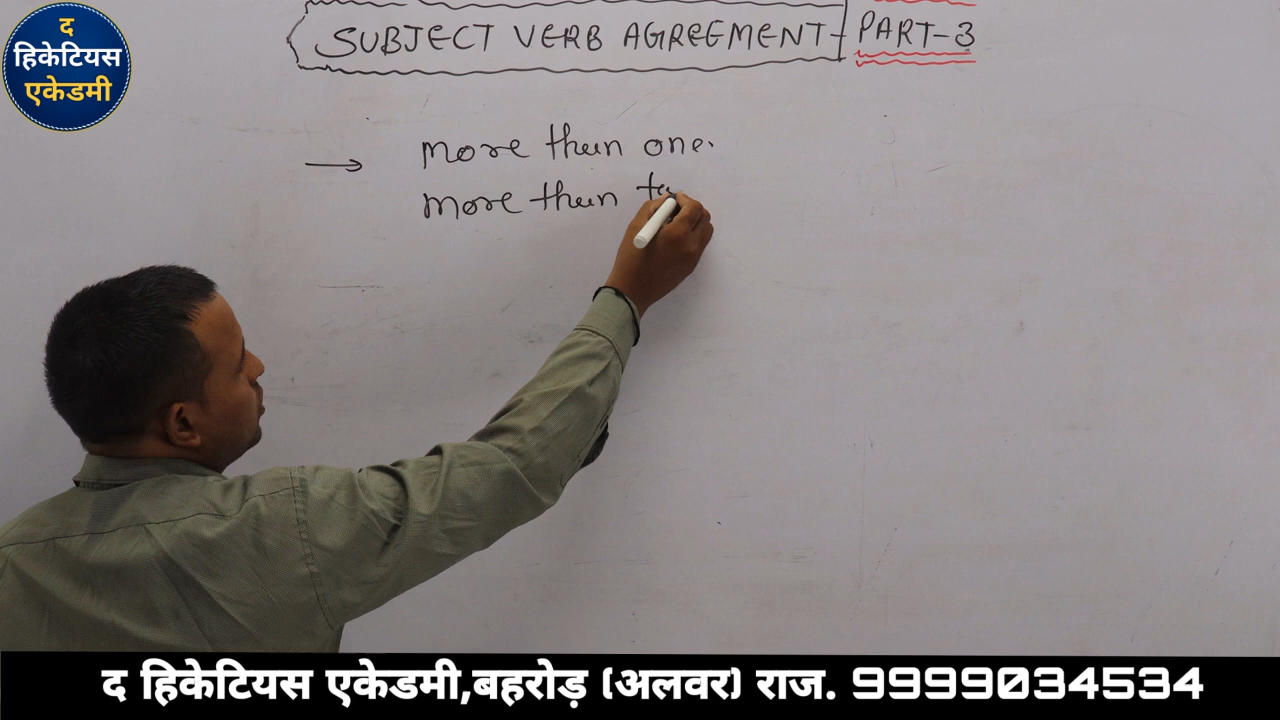 द
हिकेटियस
एकेडमी
SUBJECT VERB AGREEMENT - PART-3
→ more than one.
more than
द हिकेटियस एकेडमी,बहरोड़ (अलवर) राज. 9999034534